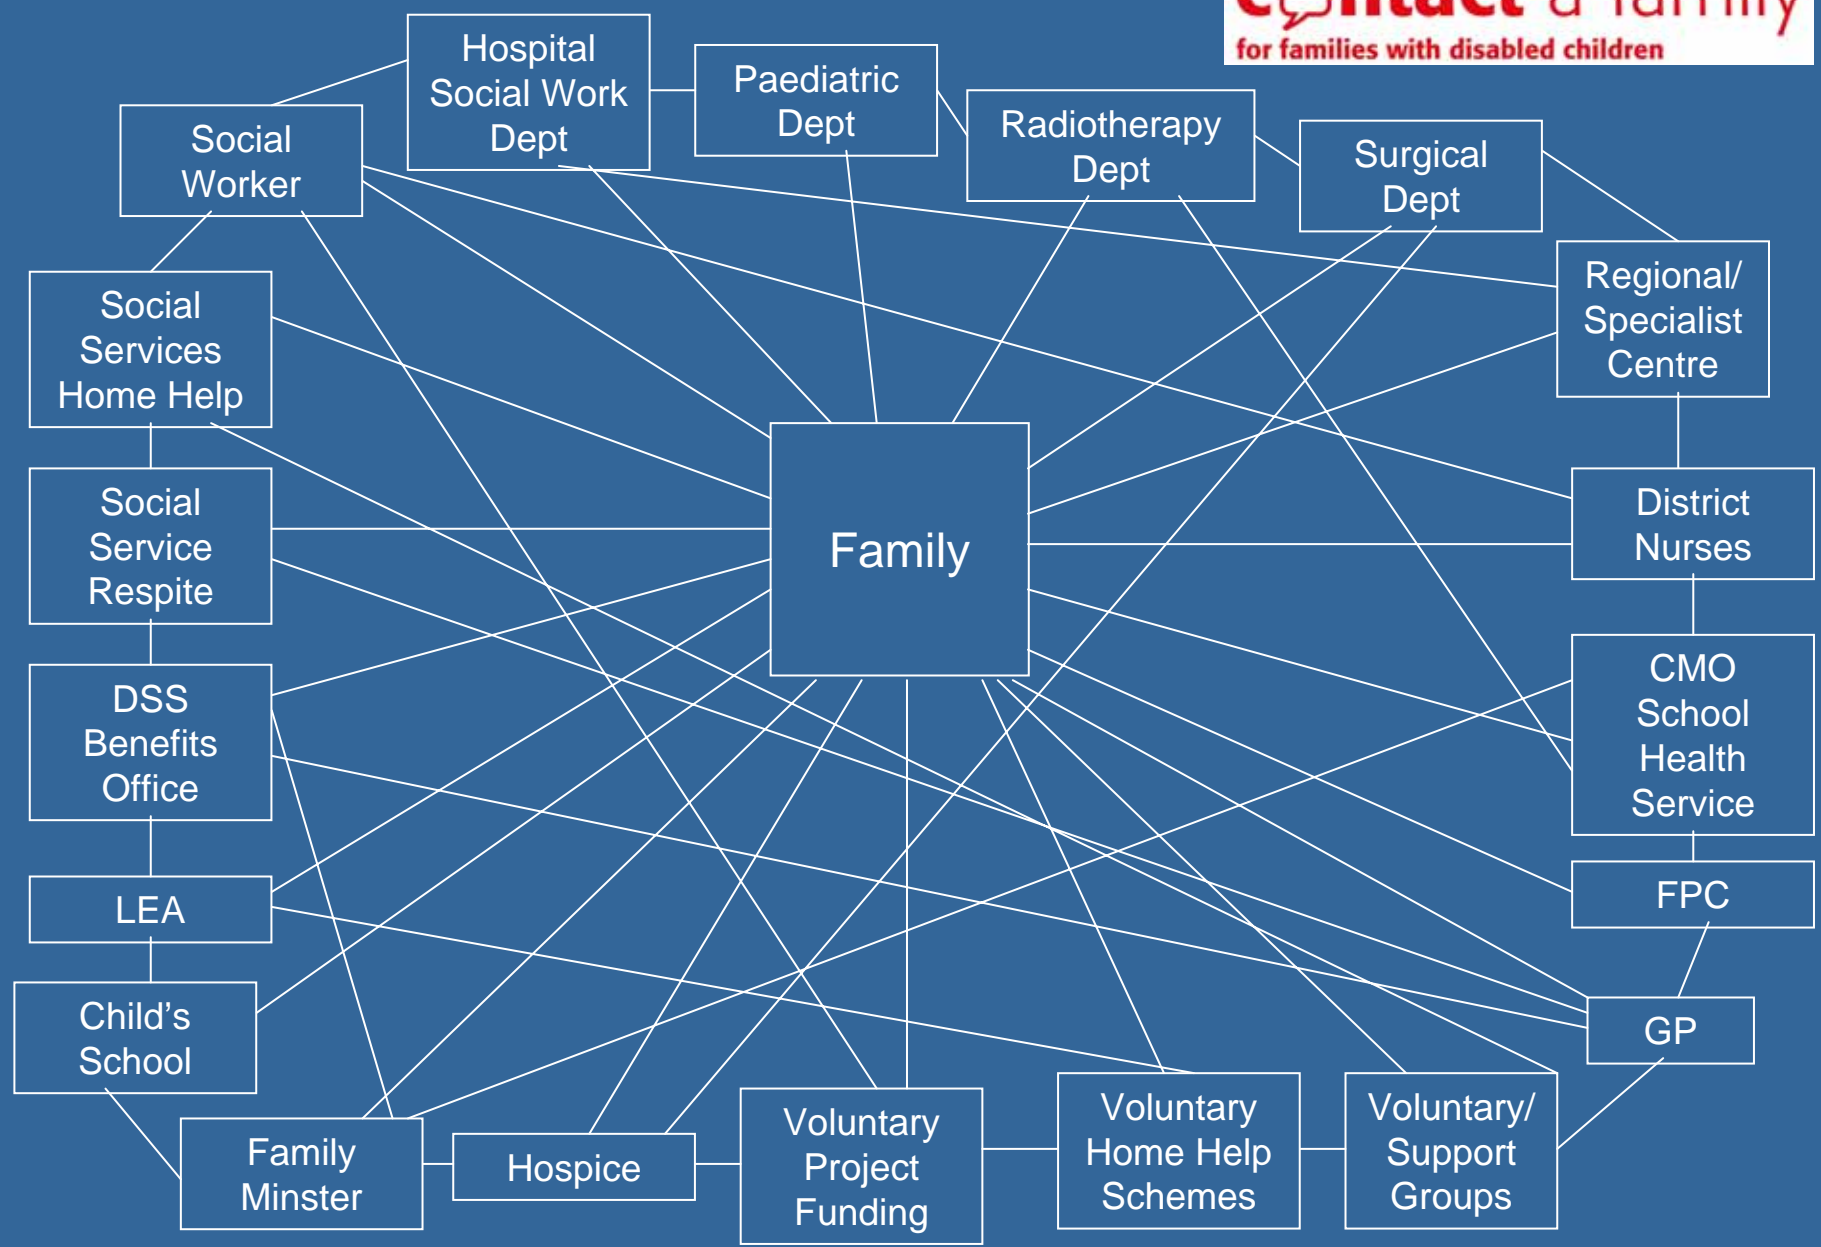 contact a family
for families with disabled children
Hospital
Social Work
Dept
Paediatric
Dept
Radiotherapy
Dept
Surgical
Dept
Social
Worker
Regional/
Specialist
Centre
Social
Services
Home Help
Social
Service
Respite
Family
District
Nurses
DSS
Benefits
Office
CMO
School
Health
Service
LEA
FPC
Child's
School
GP
Family
Minster
Hospice
Voluntary
Project
Funding
Voluntary
Home Help
Schemes
Voluntary/
Support
Groups